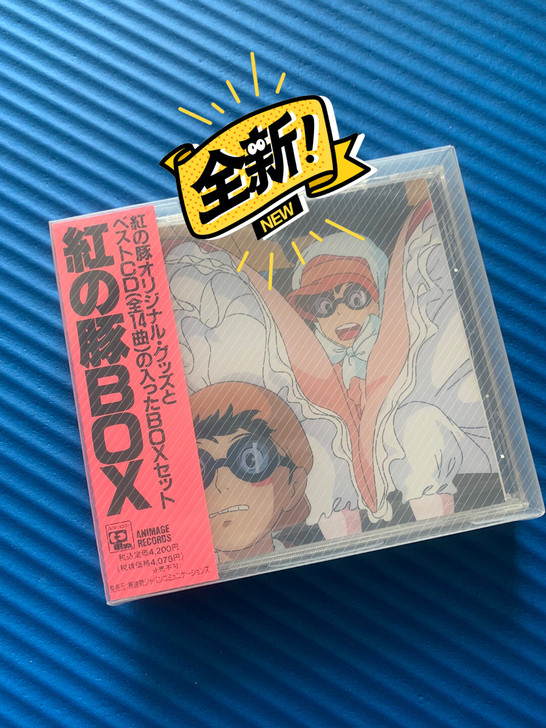 全新!
NEW
紅の豚オリジナル・グッズと
ベストCD(全14曲)の入ったBOXセット
紅の豚BOX
ANIMAGE
RECORDS
税込定価4,200円
(税抜価格4,078円)